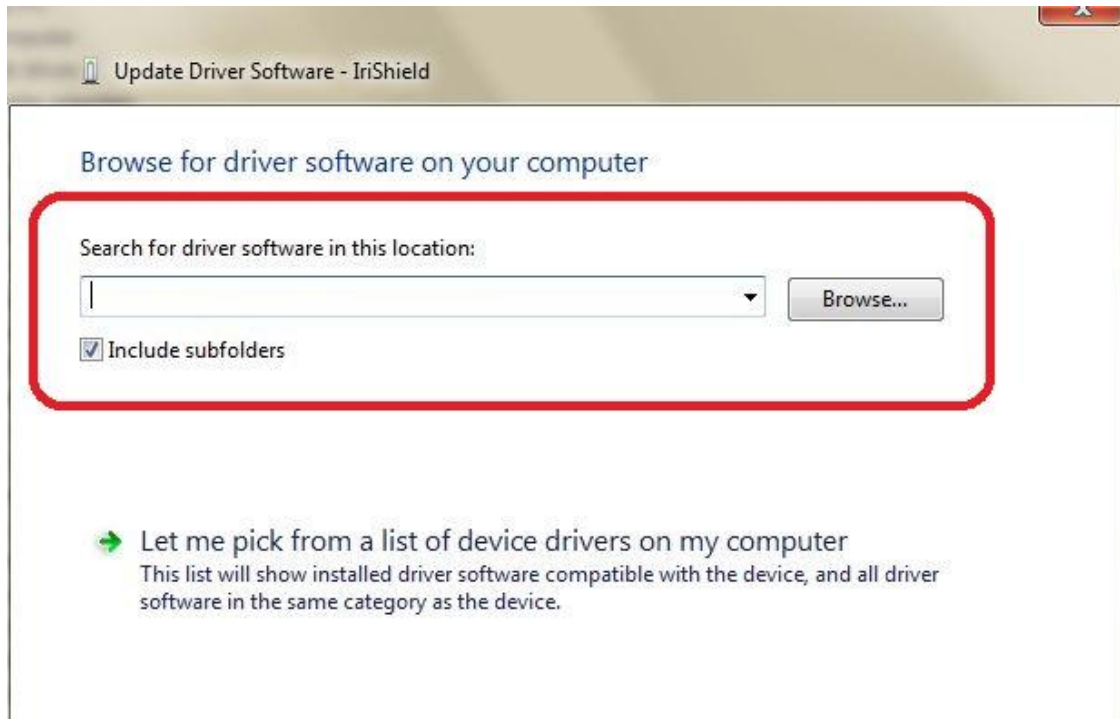 Update Driver Software - IriShield
Browse for driver software on your computer
Search for driver software in this location:
Browse...
Include subfolders
Let me pick from a list of device drivers on my computer
This list will show installed driver software compatible with the device, and all driver
software in the same category as the device.